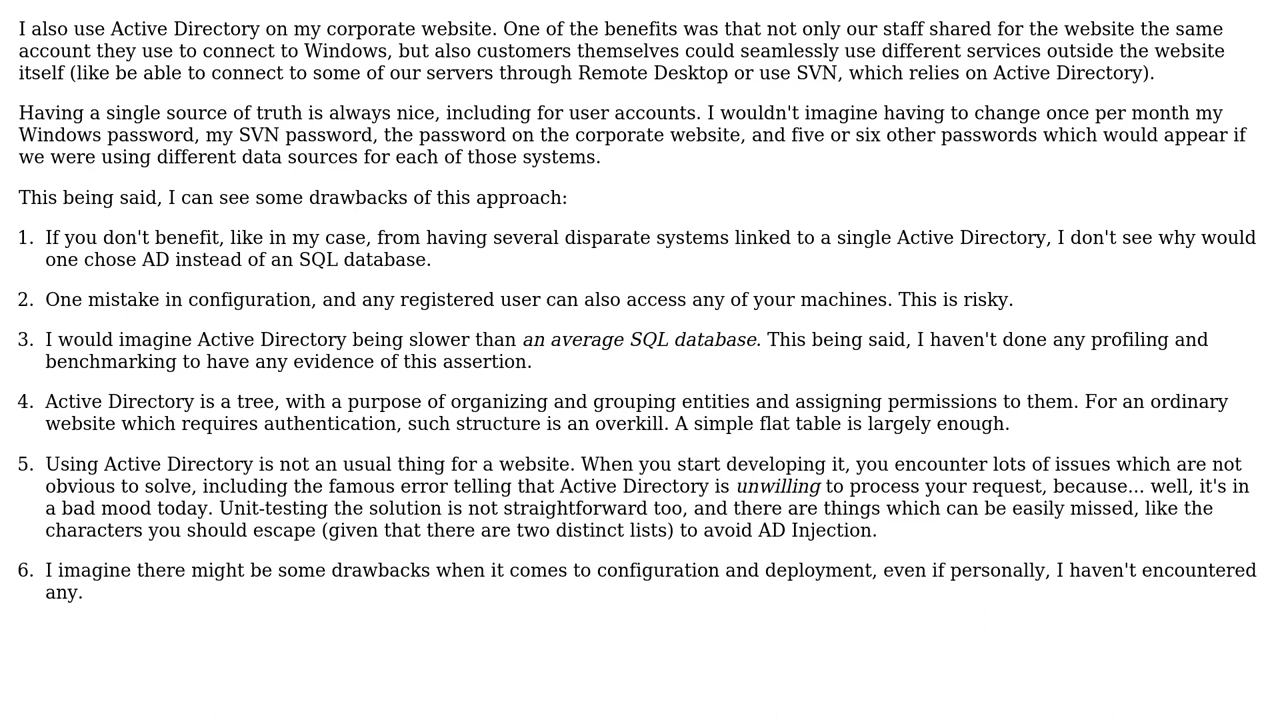 I also use Active Directory on my corporate website. One of the benefits was that not only our staff shared for the website the same
account they use to connect to Windows, but also customers themselves could seamlessly use different services outside the website
itself (like be able to connect to some of our servers through Remote Desktop or use SVN, which relies on Active Directory).
Having a single source of truth is always nice, including for user accounts. I wouldn't imagine having to change once per month my
Windows password, my SVN password, the password on the corporate website, and five or six other passwords which would appear if
we were using different data sources for each of those systems.
This being said, I can see some drawbacks of this approach:
1. If you don't benefit, like in my case, from having several disparate systems linked to a single Active Directory, I don't see why would
one chose AD instead of an SQL database.
2. One mistake in configuration, and any registered user can also access any of your machines. This is risky.
3. I would imagine Active Directory being slower than an average SQL database. This being said, I haven't done any profiling and
benchmarking to have any evidence of this assertion.
4. Active Directory is a tree, with a purpose of organizing and grouping entities and assigning permissions to them. For an ordinary
website which requires authentication, such structure is an overkill. A simple flat table is largely enough.
5. Using Active Directory is not an usual thing for a website. When you start developing it, you encounter lots of issues which are not
obvious to solve, including the famous error telling that Active Directory is unwilling to process your request, because... well, it's in
a bad mood today. Unit-testing the solution is not straightforward too, and there are things which can be easily missed, like the
characters you should escape (given that there are two distinct lists) to avoid AD Injection.
6. I imagine there might be some drawbacks when it comes to configuration and deployment, even if personally, I haven't encountered
any.